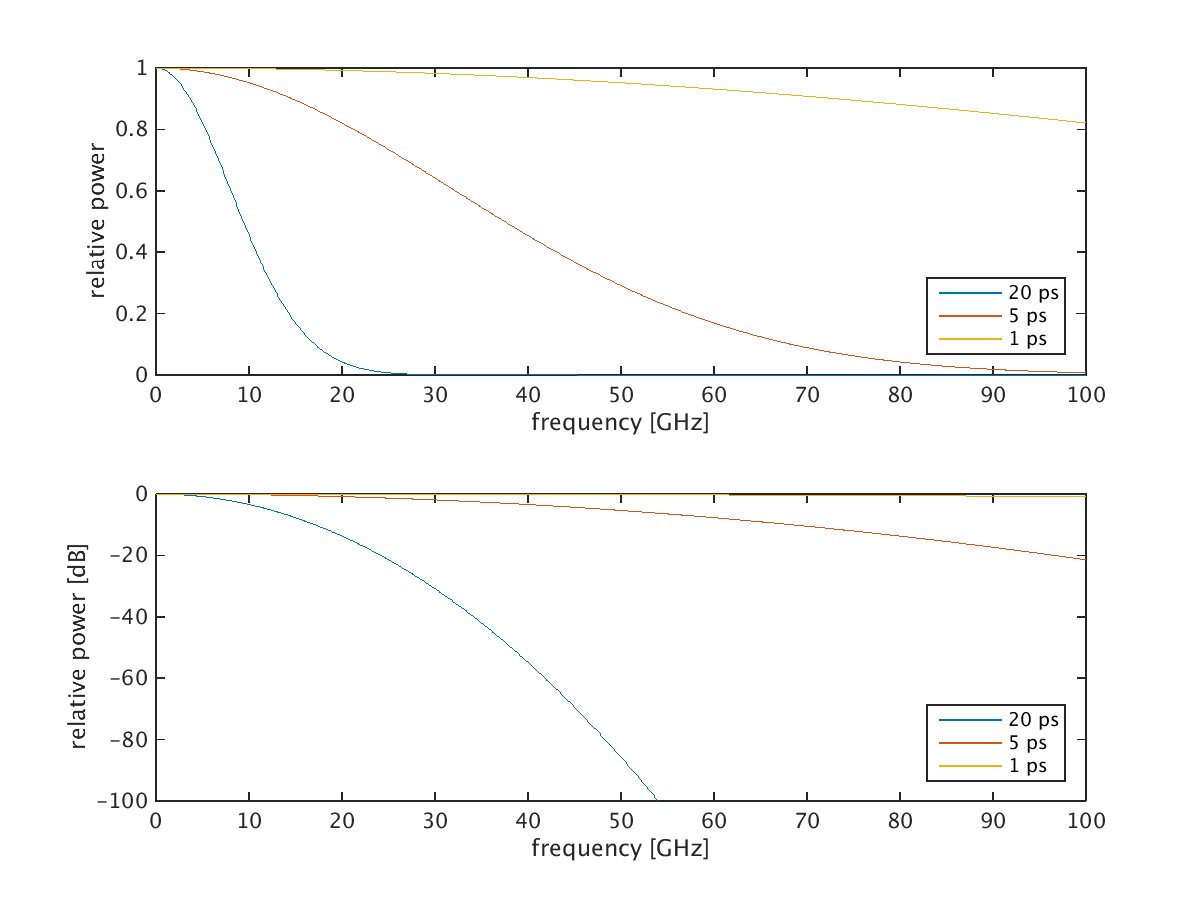 1
0.8
0.6
0.4
0.2
0
relative power
20 ps
5 ps
1 ps
0 10 20 30 40 50 60 70 80 90 100
frequency [GHz]
0
-20
-40
-60
-80
-100
relative power [dB]
20 ps
5 ps
1 ps
0 10 20 30 40 50 60 70 80 90 100
frequency [GHz]